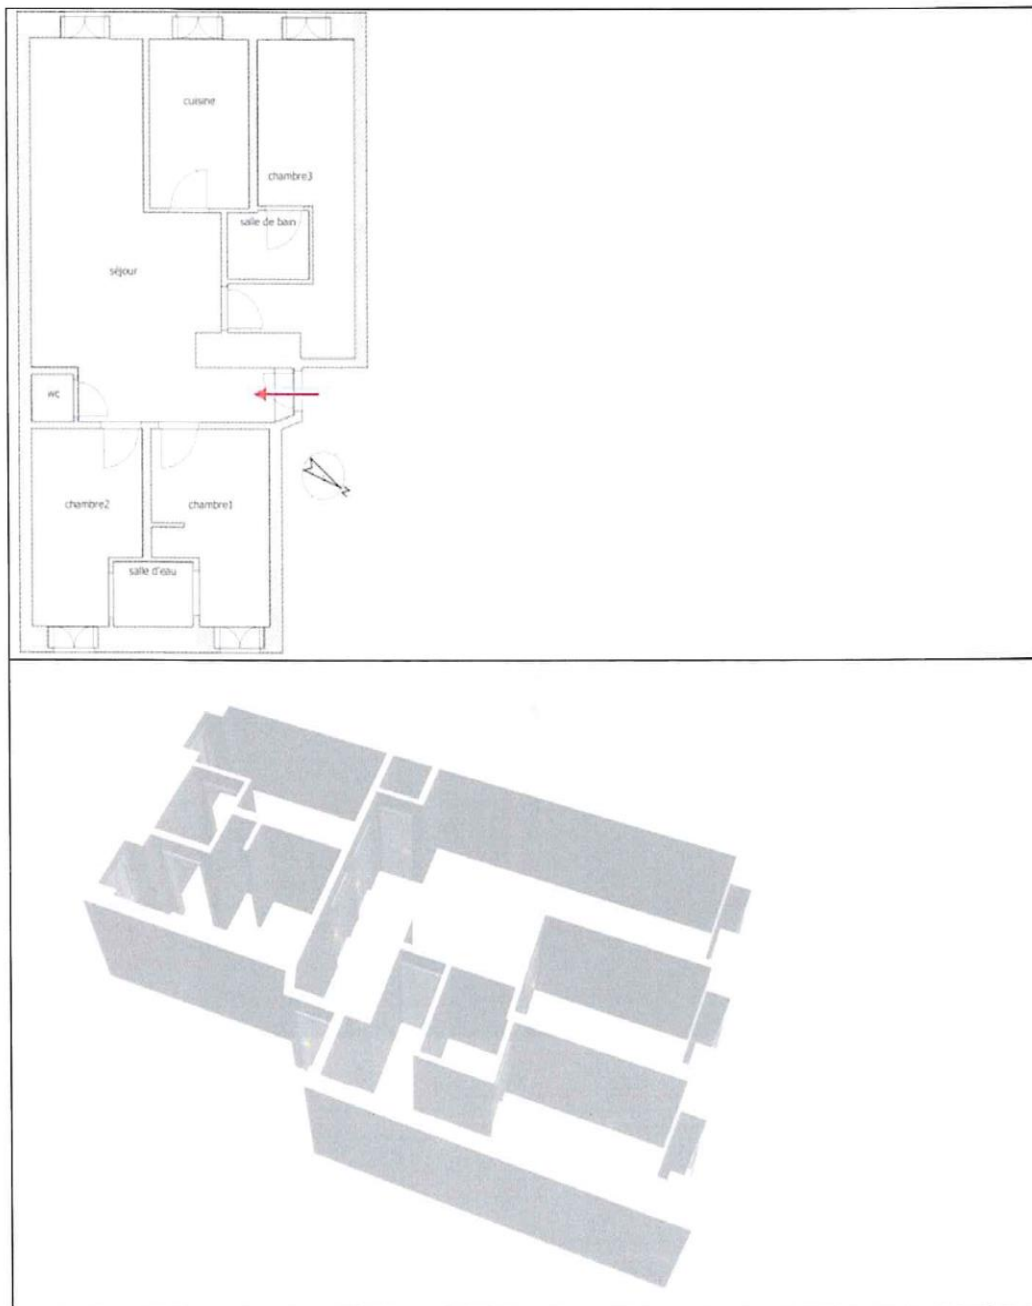 cuisine
chambre3
salle de bain
séjour
wc
N
chambre2
chambre1
salle d'eau